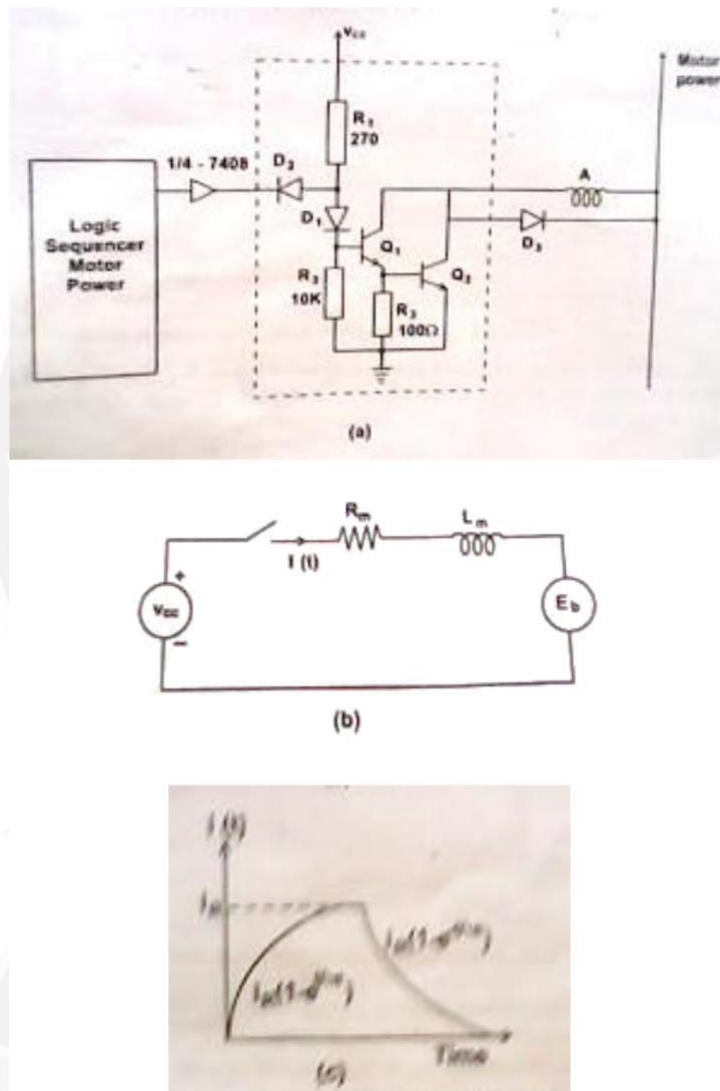 Vcc
Motor
power
R1
270
1/4 - 7408
D2
A
Logic
Sequencer
Motor
Power
D1
Q1
D3
Q2
R3
10K
R3
100Ω
(a)
Rm
Lm
I (t)
+
Vcc
−
Eb
(b)
Time
(c)